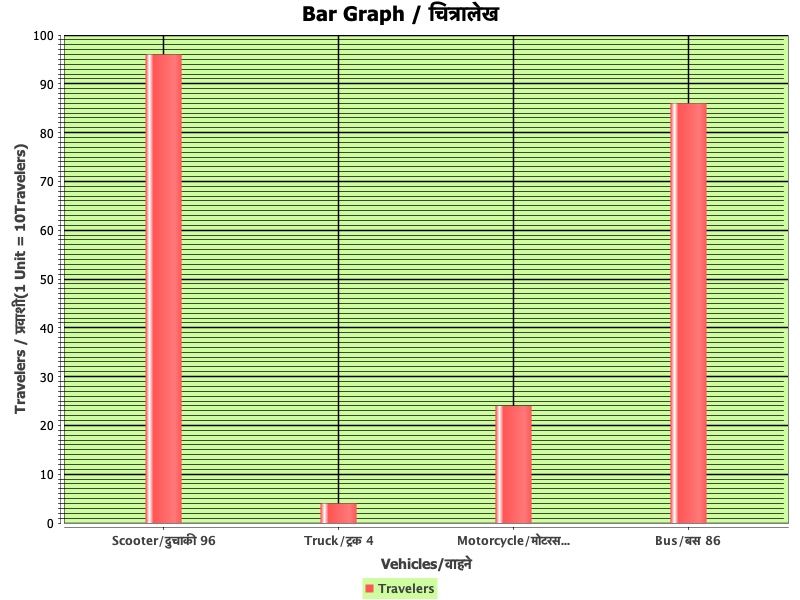 Bar Graph / चित्रालेख
Travelers / प्रवाशी(1 Unit = 10Travelers)
100
90
80
70
60
50
40
30
20
10
0
Scooter/दुचाकी 96 Truck/ट्रक 4 Motorcycle/मोटरस... Bus/बस 86
Vehicles/वाहने
Travelers